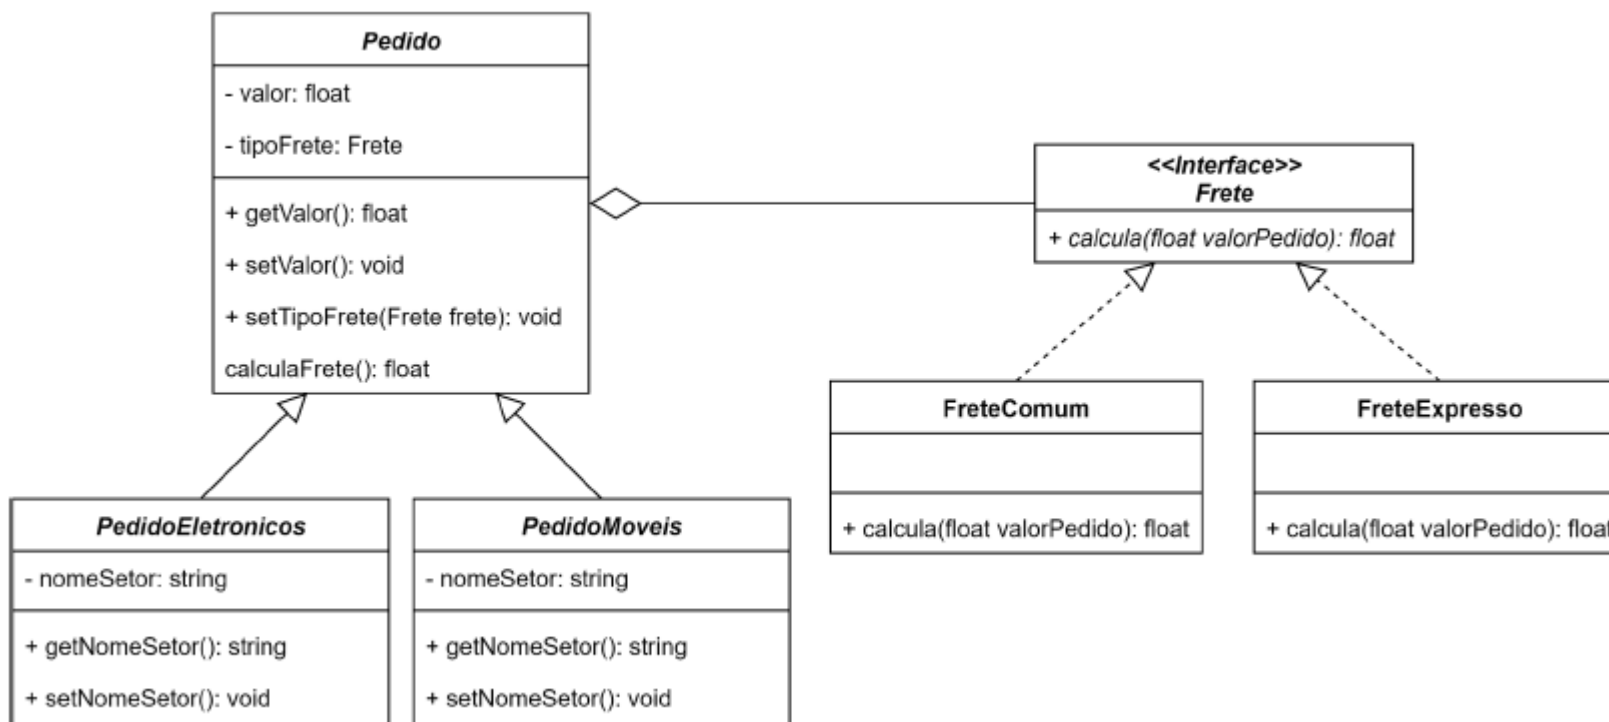 Pedido
- valor: float
- tipoFrete: Frete
+ getValor(): float
+ setValor(): void
+ setTipoFrete(Frete frete): void
calculaFrete(): float
<<Interface>>
Frete
+ calcula(float valorPedido): float
FreteComum
+ calcula(float valorPedido): float
FreteExpresso
+ calcula(float valorPedido): float
PedidoEletronicos
- nomeSetor: string
+ getNomeSetor(): string
+ setNomeSetor(): void
PedidoMoveis
- nomeSetor: string
+ getNomeSetor(): string
+ setNomeSetor(): void